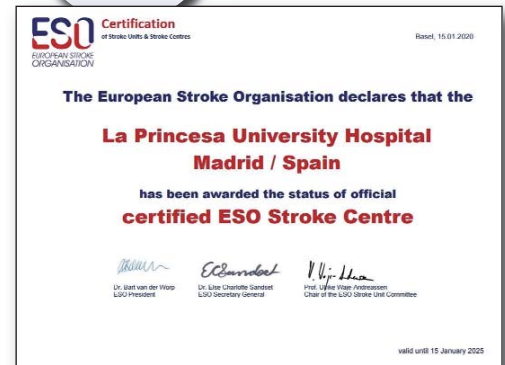 ESO
EUROPEAN STROKE
ORGANISATION
Certification
of Stroke Units & Stroke Centres
Basel, 15.01.2020
The European Stroke Organisation declares that the
La Princesa University Hospital
Madrid / Spain
has been awarded the status of official
certified ESO Stroke Centre
Dr. Bart van der Worp
ESO President
Dr. Else Charlotte Sandset
ESO Secretary General
Prof. Ulrike Waje-Andreassen
Chair of the ESO Stroke Unit Committee
valid until 15 January 2025